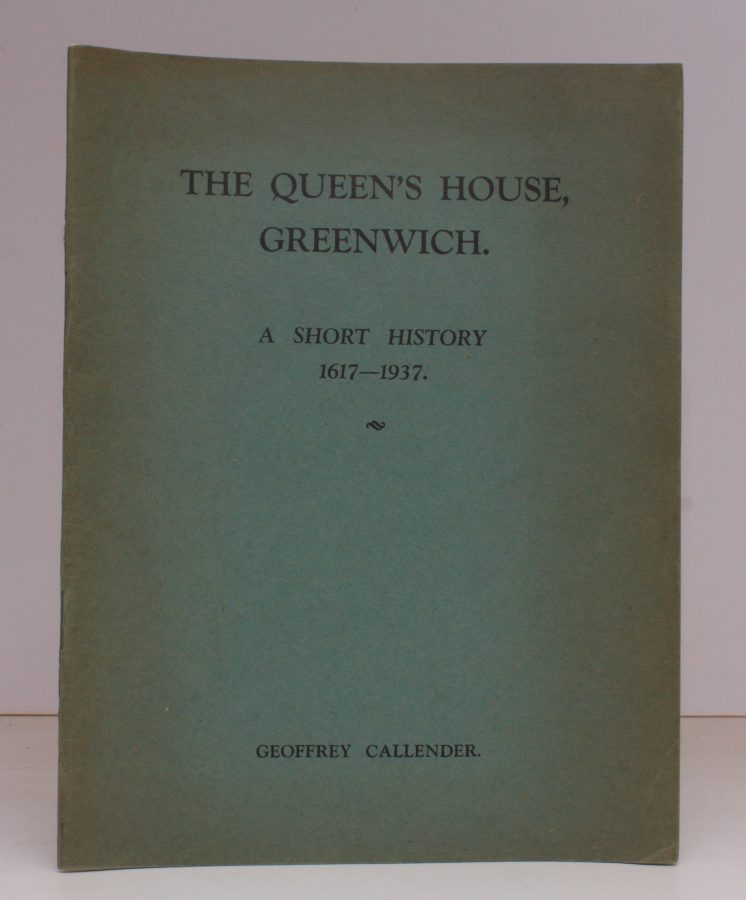 THE QUEEN'S HOUSE,
GREENWICH.
A SHORT HISTORY
1617—1937.
GEOFFREY CALLENDER.